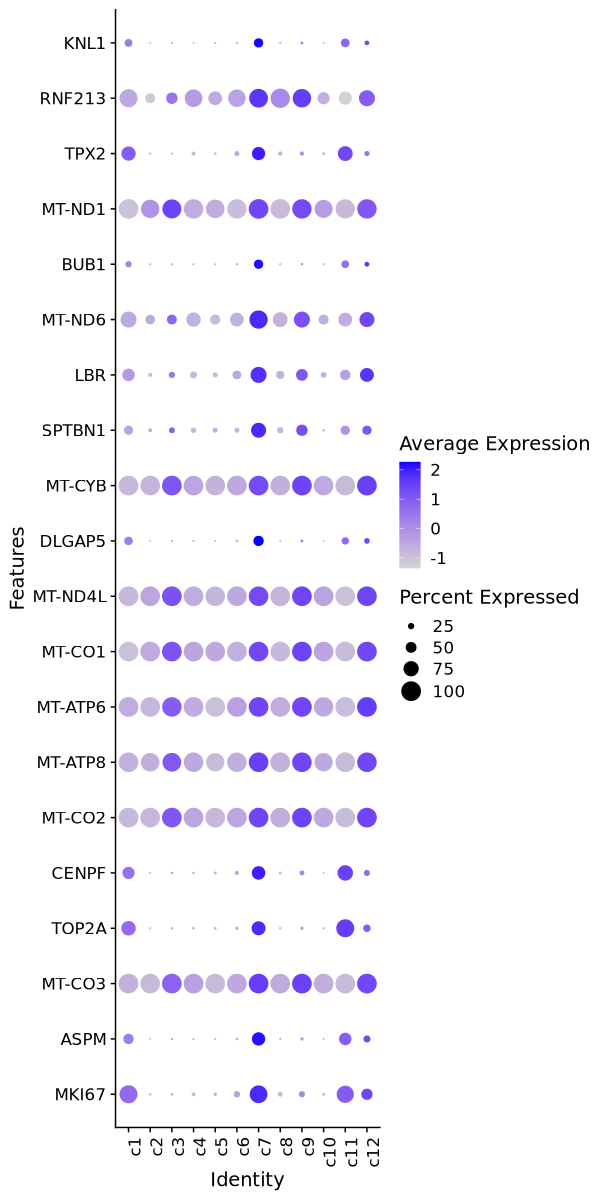 KNL1
RNF213
TPX2
MT-ND1
BUB1
MT-ND6
LBR
SPTBN1
MT-CYB
DLGAP5
MT-ND4L
MT-CO1
MT-ATP6
MT-ATP8
MT-CO2
CENPF
TOP2A
MT-CO3
ASPM
MKI67
Features
c1 c2 c3 c4 c5 c6 c7 c8 c9 c10 c11 c12
Identity
Average Expression
2
1
0
-1
Percent Expressed
25
50
75
100